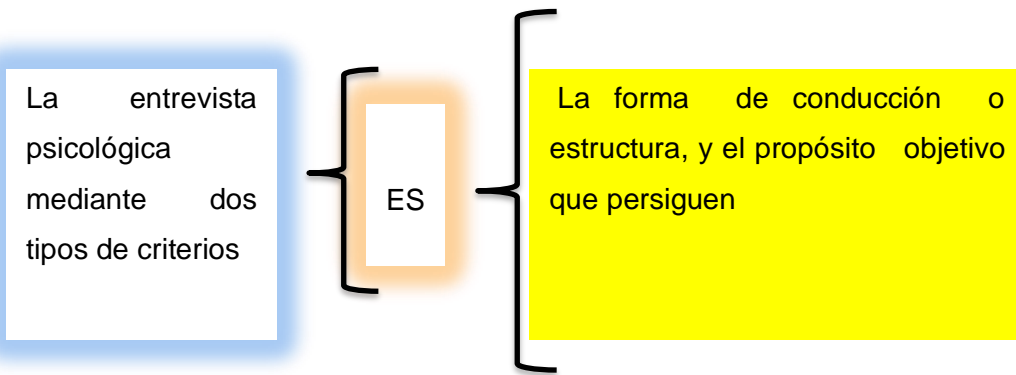 La entrevista
psicológica
mediante dos
tipos de criterios
ES
La forma de conducción o
estructura, y el propósito objetivo
que persiguen